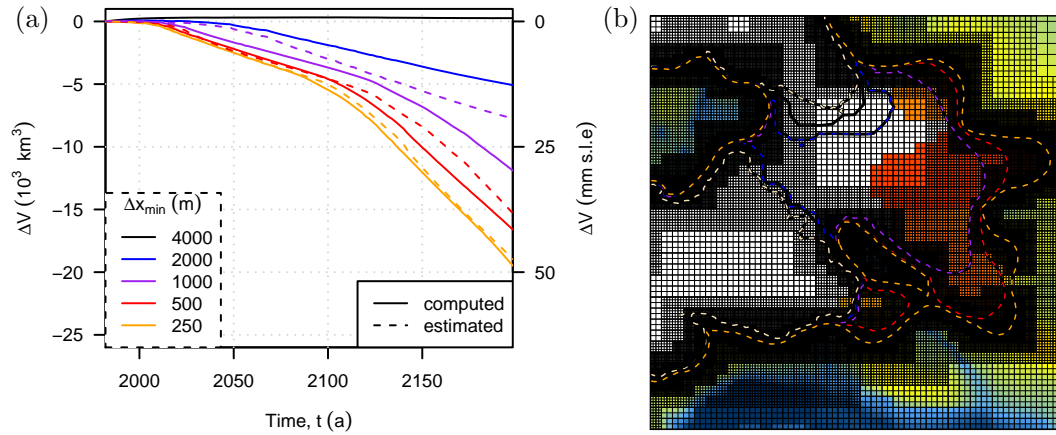 (a)
(b)
0
−5
−10
−15
−20
−25
ΔV (10³ km³)
0
25
50
ΔV (mm s.l.e)
Δxmin (m)
4000
2000
1000
500
250
computed
estimated
2000
2050
2100
2150
Time, t (a)